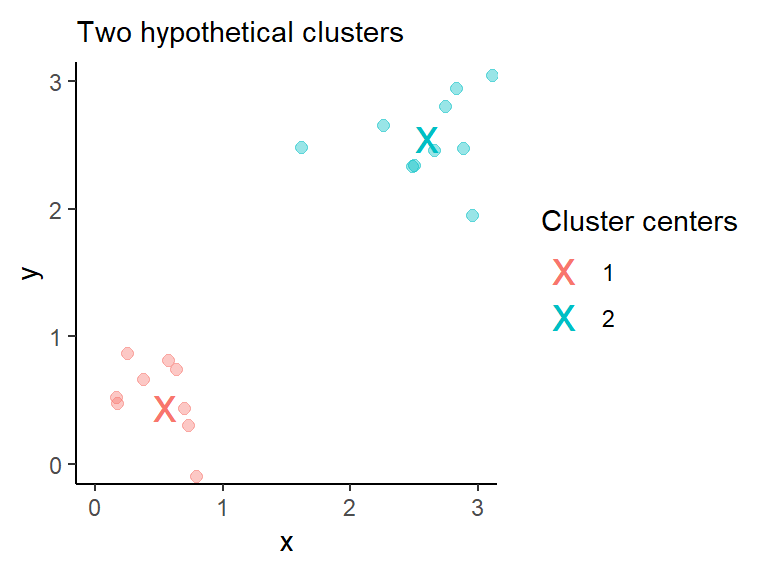 Two hypothetical clusters
3
2
1
0
y
0 1 2 3
x
X
X
Cluster centers
X 1
X 2